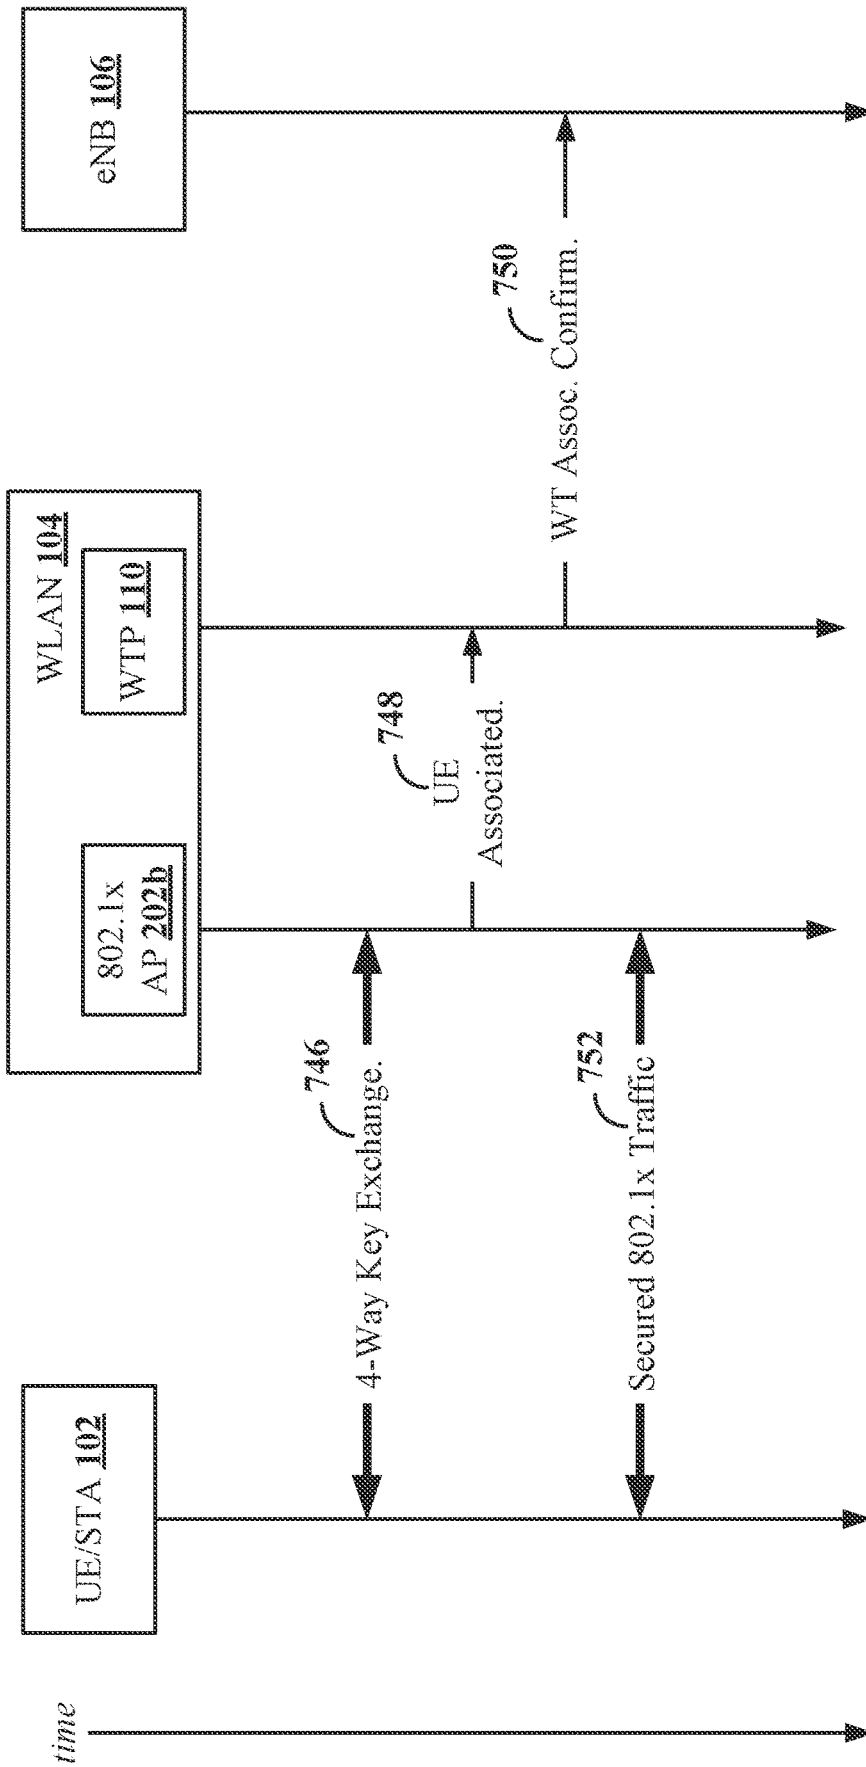 time
UE/STA 102
WLAN 104
802.1x
AP 202b
WTP 110
eNB 106
746
4-Way Key Exchange.
748
UE
Associated.
750
WT Assoc. Confirm.
752
Secured 802.1x Traffic